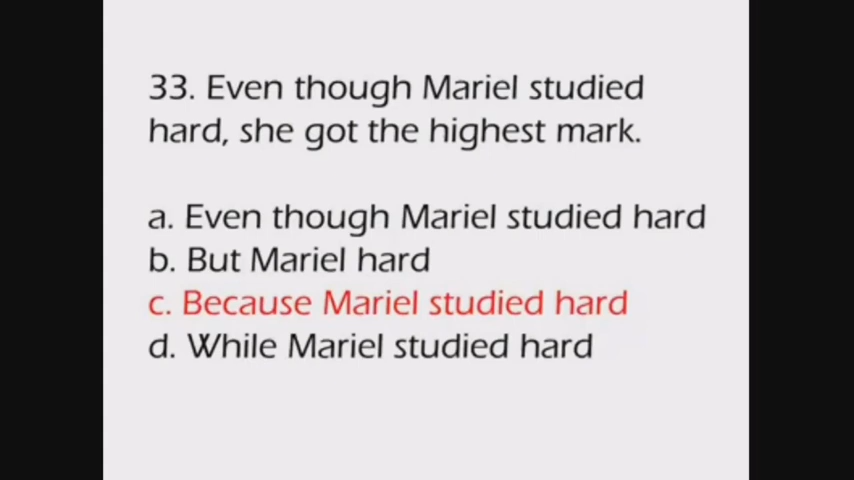 33. Even though Mariel studied
hard, she got the highest mark.
a. Even though Mariel studied hard
b. But Mariel hard
c. Because Mariel studied hard
d. While Mariel studied hard